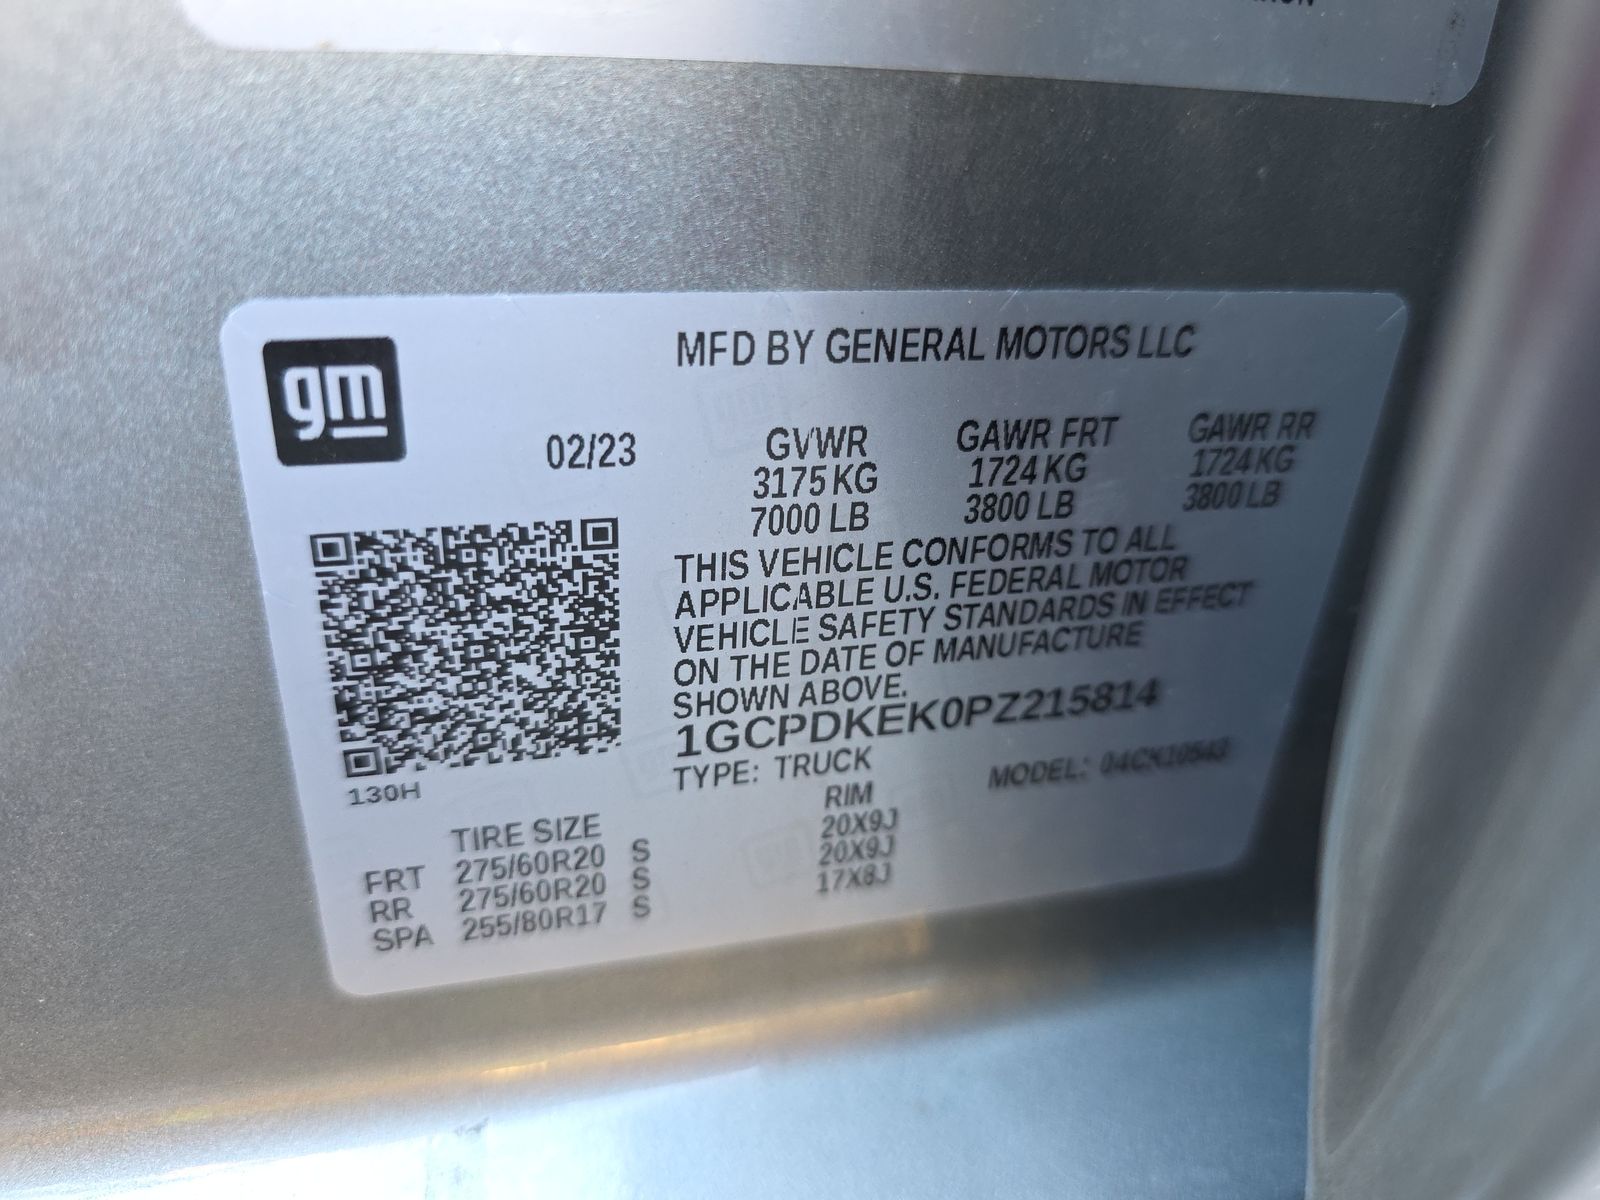 gm
MFD BY GENERAL MOTORS LLC
02/23 GVWR GAWR FRT GAWR RR
3175 KG 1724 KG 1724 KG
7000 LB 3800 LB 3800 LB
THIS VEHICLE CONFORMS TO ALL
APPLICABLE U.S. FEDERAL MOTOR
VEHICLE SAFETY STANDARDS IN EFFECT
ON THE DATE OF MANUFACTURE
SHOWN ABOVE.
1GCPDKEK0PZ215814
TYPE: TRUCK MODEL: 04CK10543
130H
TIRE SIZE RIM
FRT 275/60R20 S 20X9J
RR 275/60R20 S 20X9J
SPA 255/80R17 S 17X8J